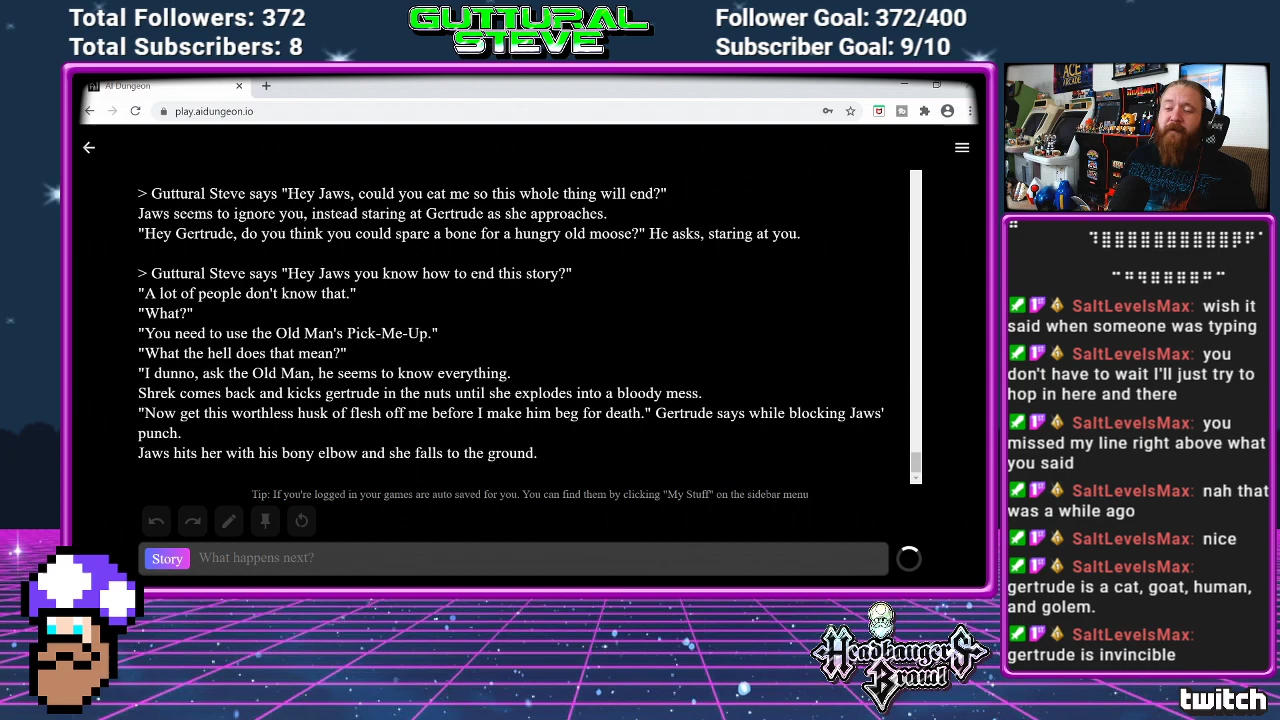 Total Followers: 372
Total Subscribers: 8
GUTTURAL
STEVE
Follower Goal: 372/400
Subscriber Goal: 9/10
AI Dungeon
play.aidungeon.io
> Guttural Steve says "Hey Jaws, could you eat me so this whole thing will end?"
Jaws seems to ignore you, instead staring at Gertrude as she approaches.
"Hey Gertrude, do you think you could spare a bone for a hungry old moose?" He asks, staring at you.
> Guttural Steve says "Hey Jaws you know how to end this story?"
"A lot of people don't know that."
"What?"
"You need to use the Old Man's Pick-Me-Up."
"What the hell does that mean?"
"I dunno, ask the Old Man, he seems to know everything.
Shrek comes back and kicks gertrude in the nuts until she explodes into a bloody mess.
"Now get this worthless husk of flesh off me before I make him beg for death." Gertrude says while blocking Jaws'
punch.
Jaws hits her with his bony elbow and she falls to the ground.
Tip: If you're logged in your games are auto saved for you. You can find them by clicking "My Stuff" on the sidebar menu
Story What happens next?
ACE
ARCADE
SaltLevelsMax: wish it
said when someone was typing
SaltLevelsMax: you
don't have to wait I'll just try to
hop in here and there
SaltLevelsMax: you
missed my line right above what
you said
SaltLevelsMax: nah that
was a while ago
SaltLevelsMax: nice
SaltLevelsMax:
gertrude is a cat, goat, human,
and golem.
SaltLevelsMax:
gertrude is invincible
Headbangers
Brawl
twitch